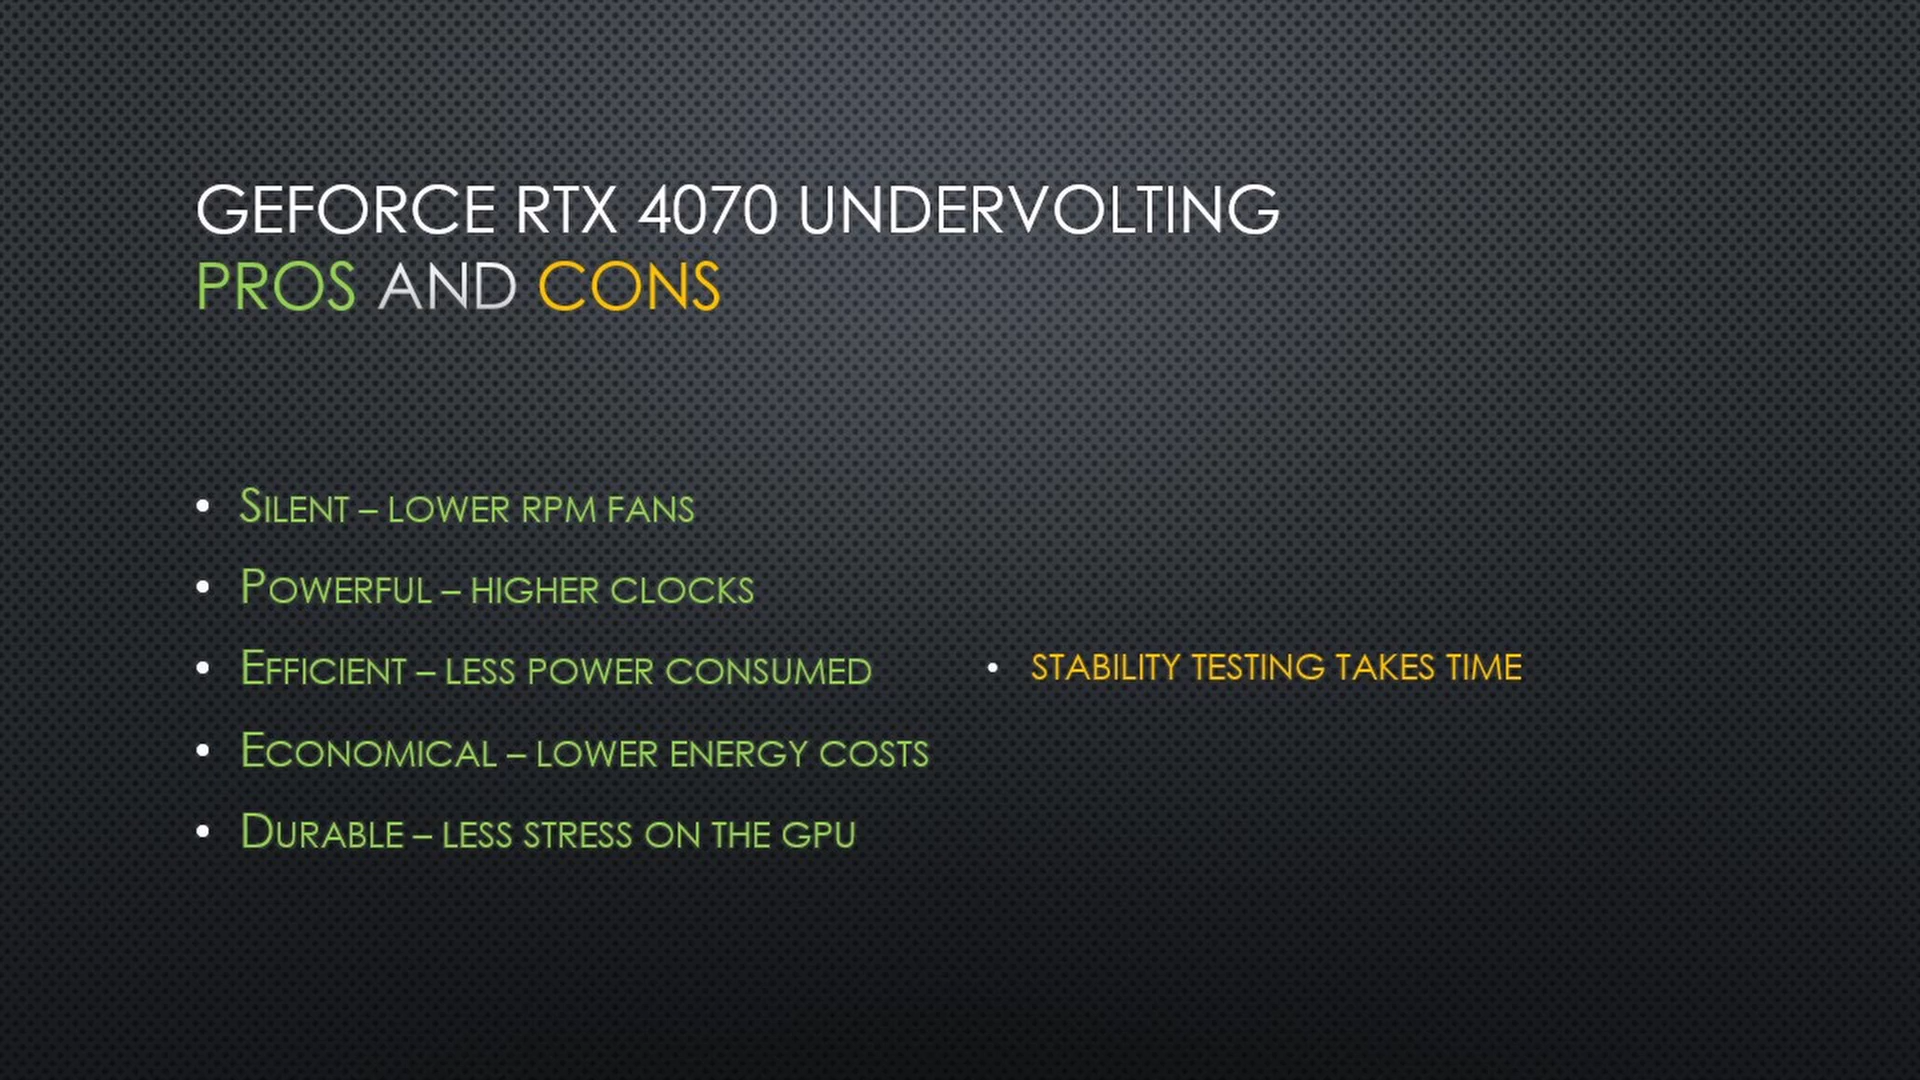 GEFORCE RTX 4070 UNDERVOLTING
PROS AND CONS
• SILENT – LOWER RPM FANS
• POWERFUL – HIGHER CLOCKS
• EFFICIENT – LESS POWER CONSUMED
• ECONOMICAL – LOWER ENERGY COSTS
• DURABLE – LESS STRESS ON THE GPU
• STABILITY TESTING TAKES TIME